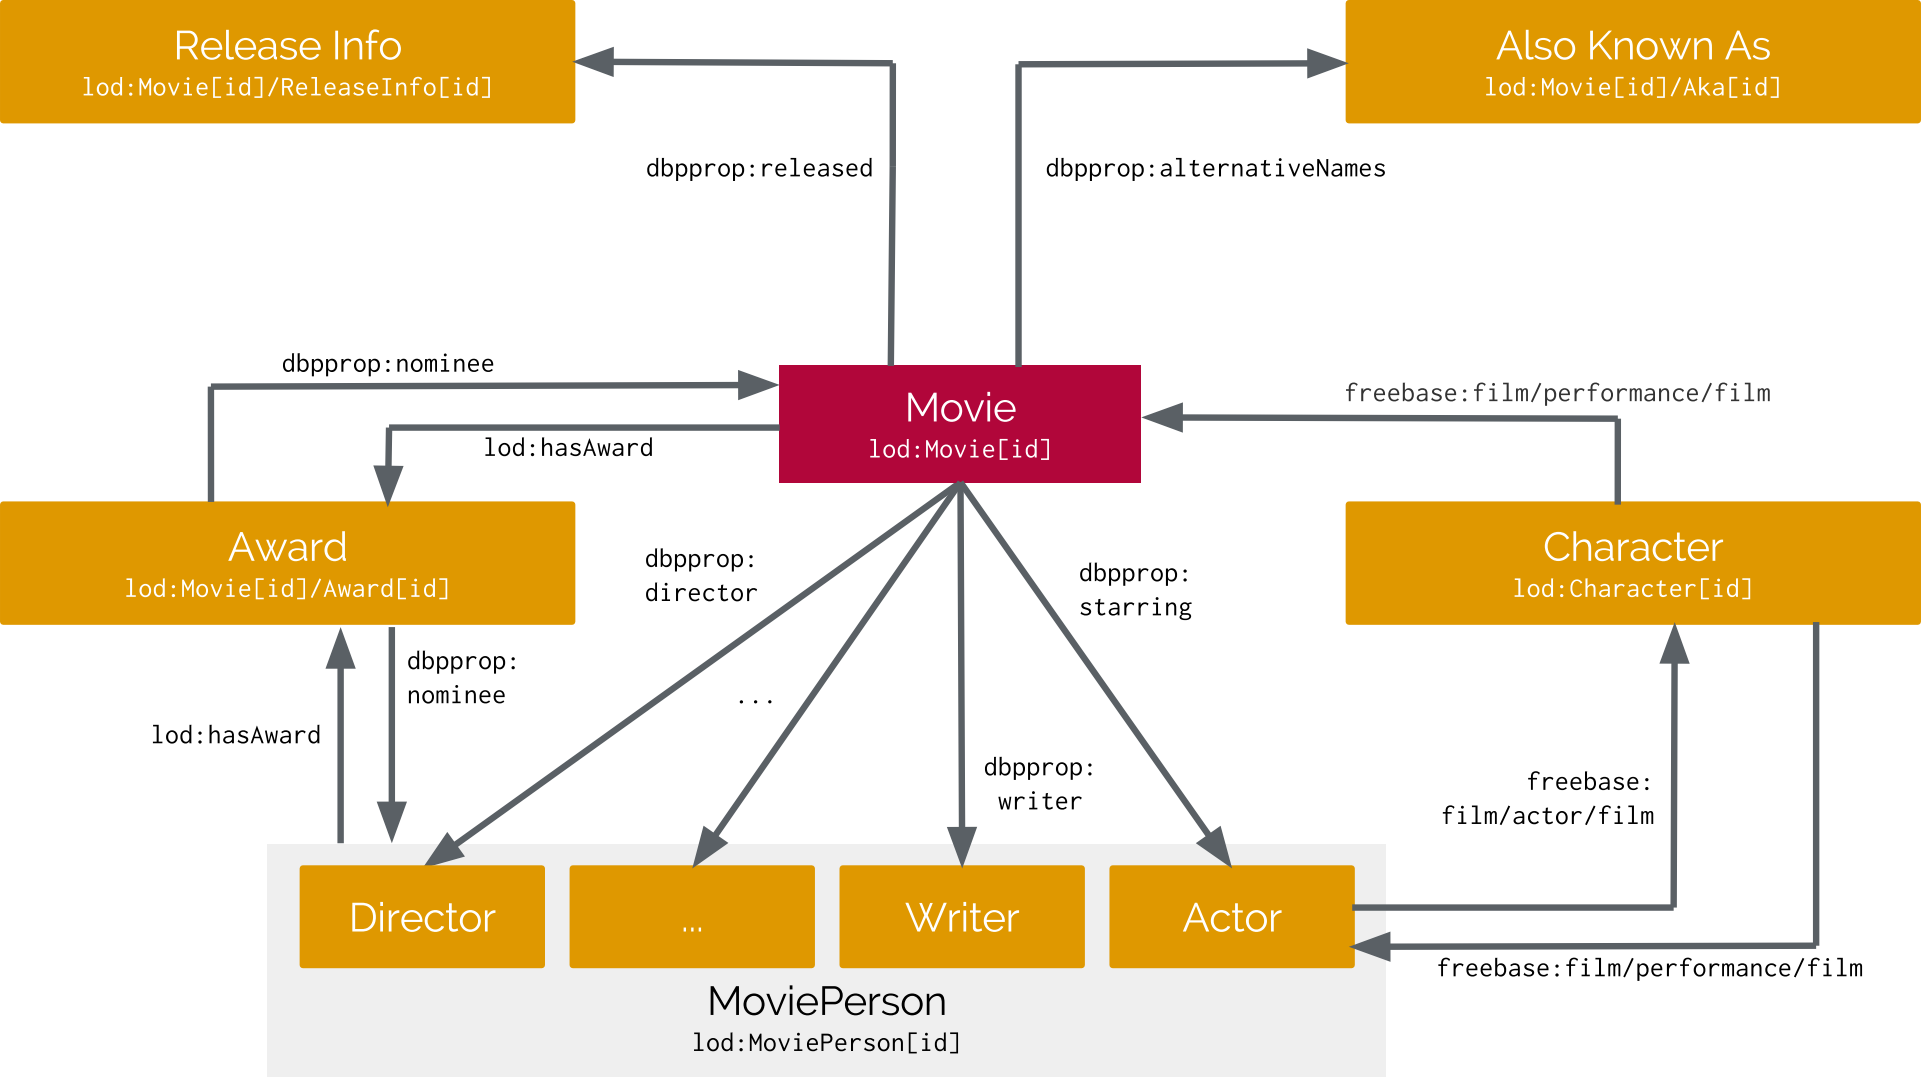 Release Info
lod:Movie[id]/ReleaseInfo[id]
Also Known As
lod:Movie[id]/Aka[id]
dbpprop:released
dbpprop:alternativeNames
dbpprop:nominee
lod:hasAward
Movie
lod:Movie[id]
freebase:film/performance/film
Award
lod:Movie[id]/Award[id]
Character
lod:Character[id]
dbpprop:
director
dbpprop:
starring
dbpprop:
nominee
lod:hasAward
...
dbpprop:
writer
freebase:
film/actor/film
Director
...
Writer
Actor
freebase:film/performance/film
MoviePerson
lod:MoviePerson[id]